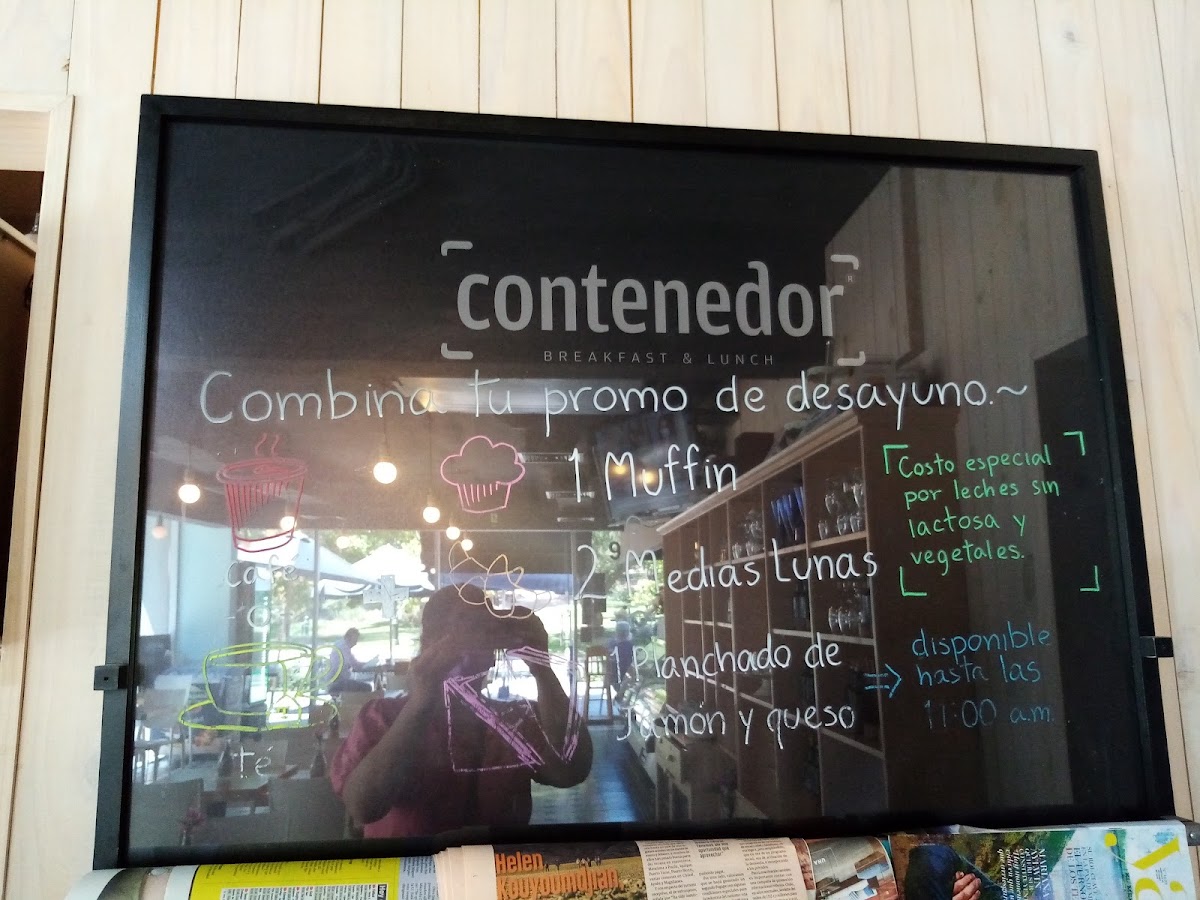 contenedor
BREAKFAST & LUNCH
Combina tu promo de desayuno.~
café
o
té
1 Muffin
2 Medias Lunas
1 Planchado de
Jamón y queso
Costo especial
por leches sin
lactosa y
vegetales.
=> disponible
hasta las
11:00 a.m.
Helen
Kouyoumdjian